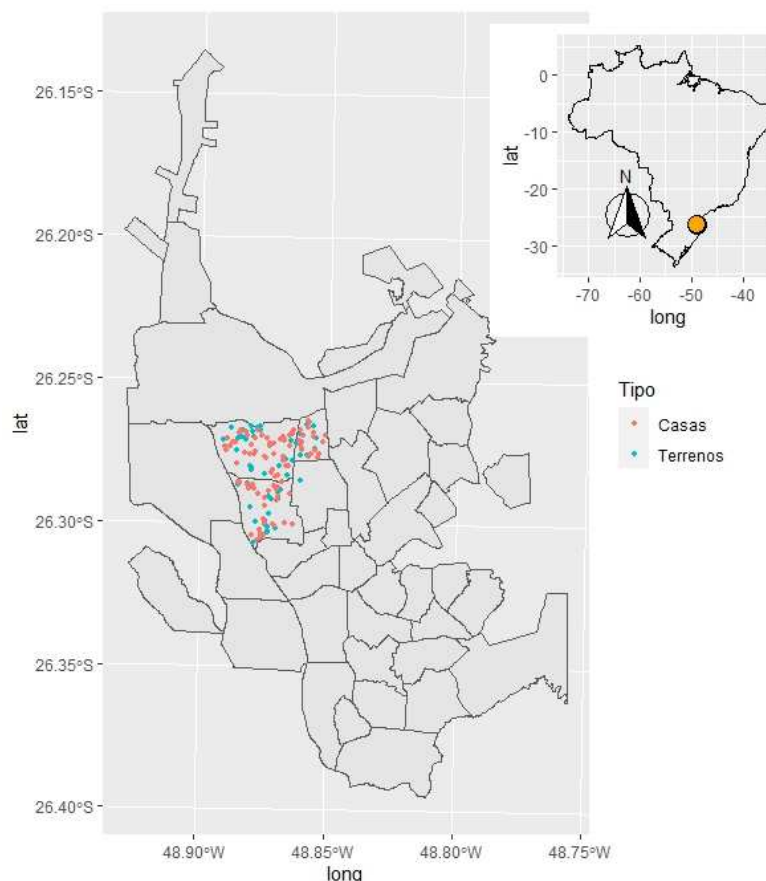 26.15°S
26.20°S
26.25°S
26.30°S
26.35°S
26.40°S
lat
48.90°W
48.85°W
48.80°W
48.75°W
long
0
-10
-20
-30
lat
N
-70
-60
-50
-40
long
Tipo
Casas
Terrenos